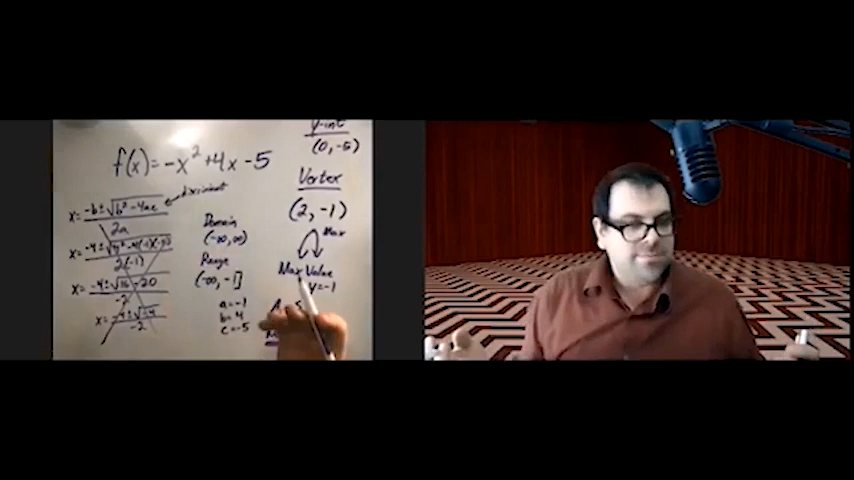 f(x)= -x² +4x -5
x= -b±√b² -4ac
2a
discriminant
x= -4±√4²-4(-1)(-5)
2(-1)
x= -4±√16 -20
-2
x= -4±√-4
-2
Domain
(-∞, ∞)
Range
(-∞, -1]
a=-1
b=4
c=-5
y-int
(0, -5)
Vertex
(2, -1)
Max
Max Value
y=-1